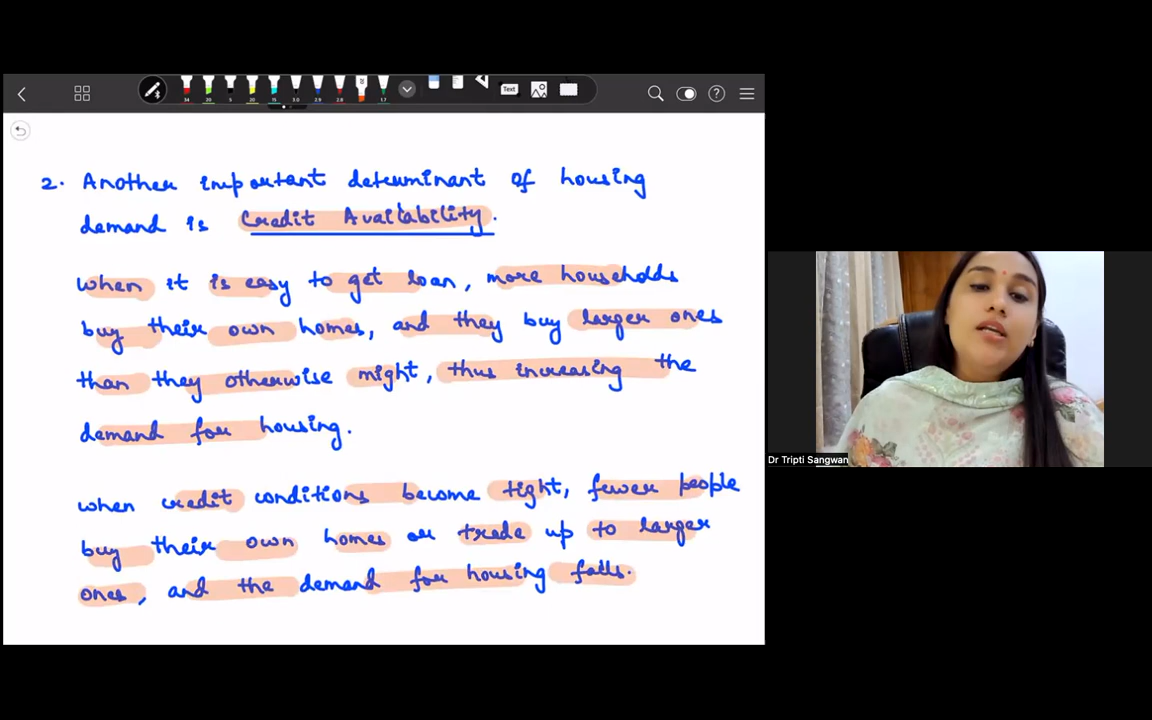 Text
2. Another important determinant of housing
demand is Credit Availability.
when it is easy to get loan, more households
buy their own homes, and they buy larger ones
than they otherwise might, thus increasing the
demand for housing.
when credit conditions become tight, fewer people
buy their own homes or trade up to larger
ones, and the demand for housing falls.
Dr Tripti Sangwan